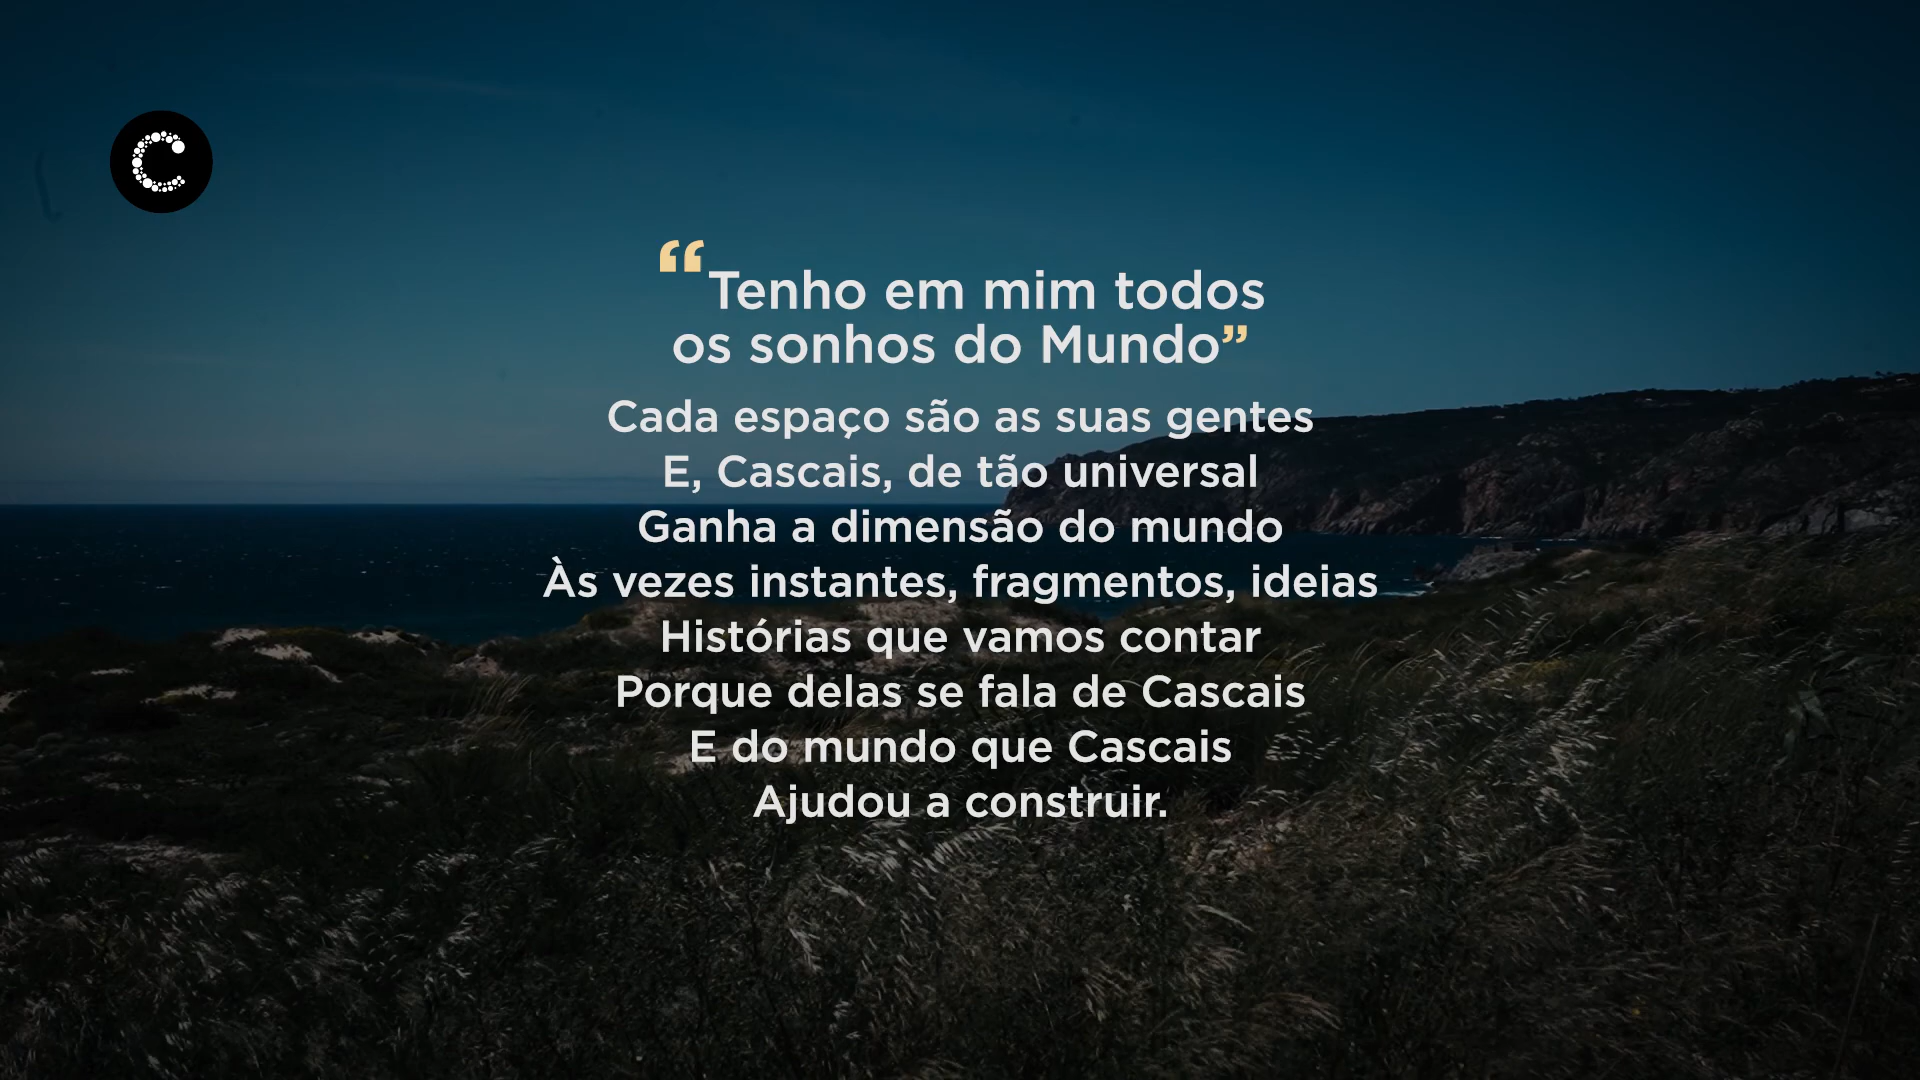 C
“Tenho em mim todos
os sonhos do Mundo”
Cada espaço são as suas gentes
E, Cascais, de tão universal
Ganha a dimensão do mundo
Às vezes instantes, fragmentos, ideias
Histórias que vamos contar
Porque delas se fala de Cascais
E do mundo que Cascais
Ajudou a construir.